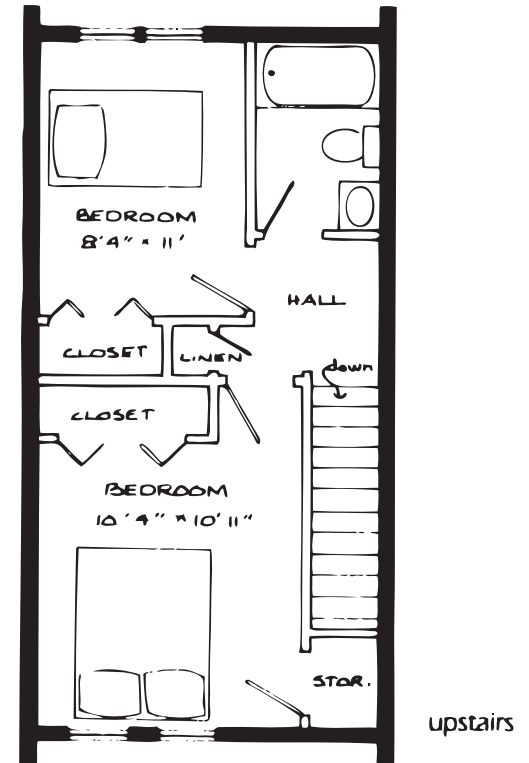 BEDROOM
8'4" x 11'
HALL
CLOSET
LINEN
down
CLOSET
BEDROOM
10'4" x 10'11"
STOR.
upstairs